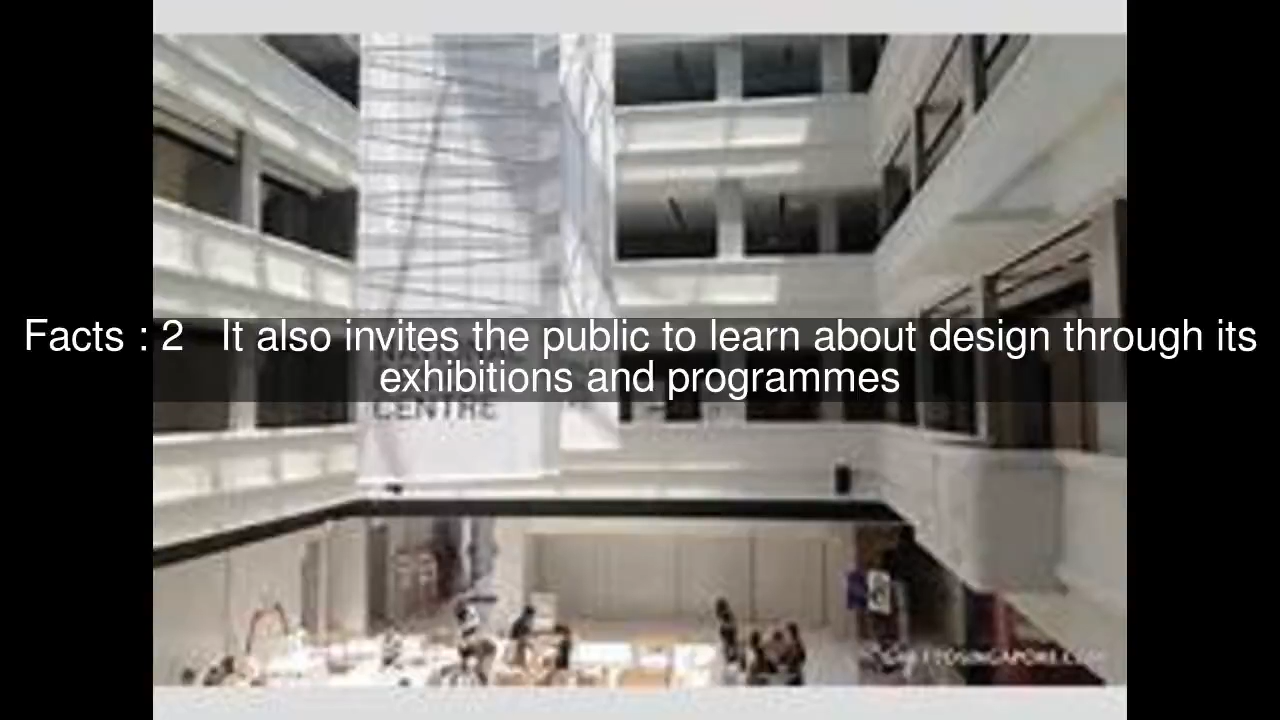 Facts : 2 It also invites the public to learn about design through its
exhibitions and programmes
CENTRE